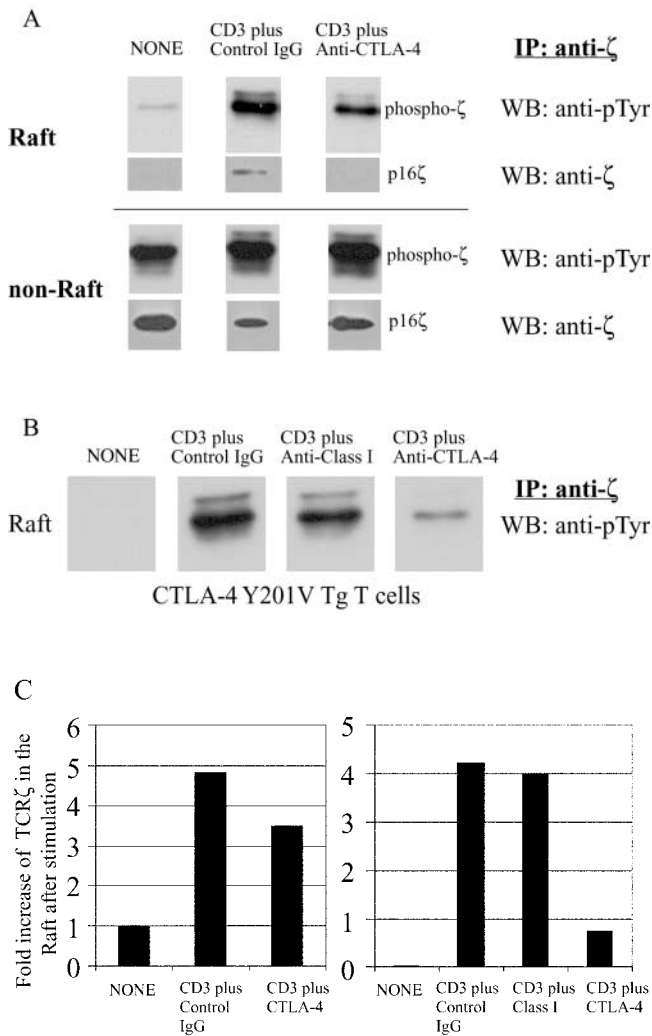 A
NONE
CD3 plus
Control IgG
CD3 plus
Anti-CTLA-4
IP: anti-ζ
Raft
phospho-ζ
WB: anti-pTyr
p16ζ
WB: anti-ζ
non-Raft
phospho-ζ
WB: anti-pTyr
p16ζ
WB: anti-ζ
B
NONE
CD3 plus
Control IgG
CD3 plus
Anti-Class I
CD3 plus
Anti-CTLA-4
IP: anti-ζ
Raft
WB: anti-pTyr
CTLA-4 Y201V Tg T cells
C
Fold increase of TCRζ in the
Raft after stimulation
6
5
4
3
2
1
0
NONE
CD3 plus
Control
IgG
CD3 plus
CTLA-4
5
4
3
2
1
0
NONE
CD3 plus
Control
IgG
CD3 plus
Class I
CD3 plus
CTLA-4